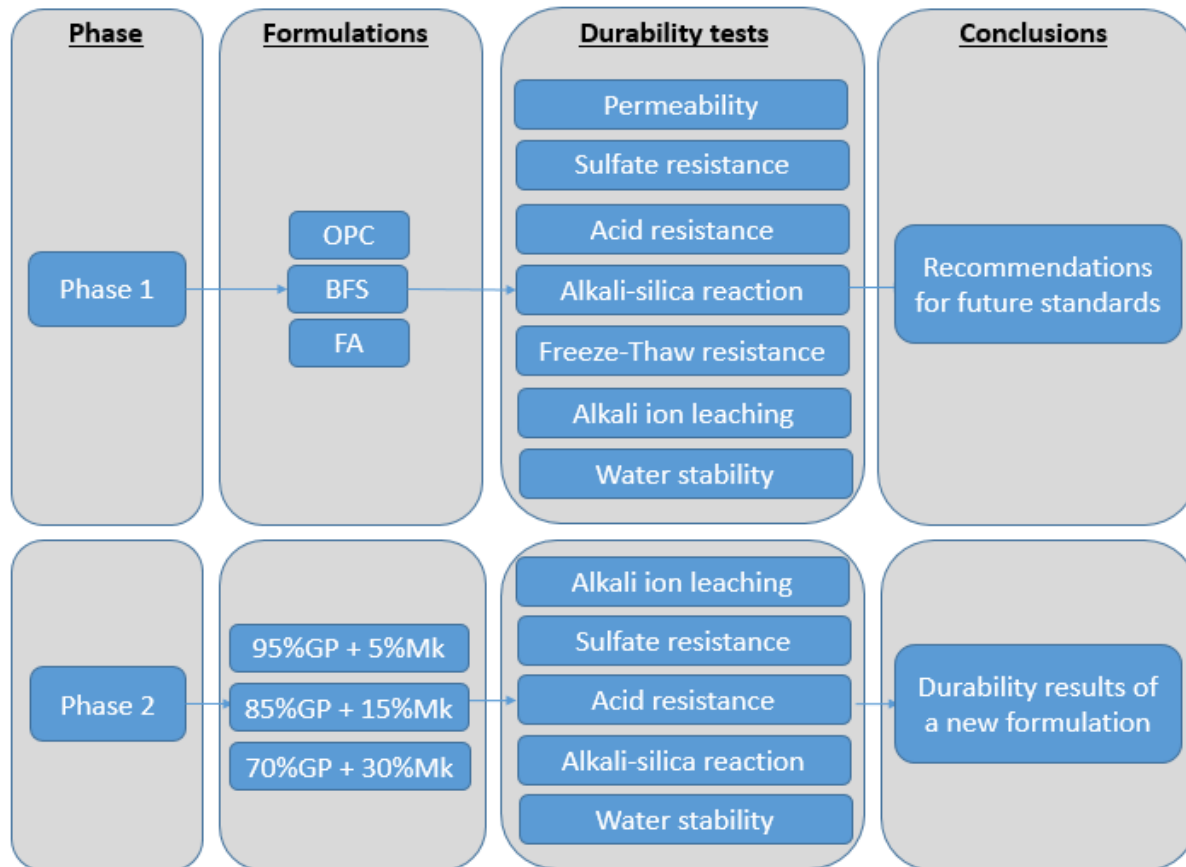 Phase
Formulations
Durability tests
Conclusions
Phase 1
OPC
BFS
FA
Permeability
Sulfate resistance
Acid resistance
Alkali-silica reaction
Freeze-Thaw resistance
Alkali ion leaching
Water stability
Recommendations
for future standards
Phase 2
95%GP + 5%Mk
85%GP + 15%Mk
70%GP + 30%Mk
Alkali ion leaching
Sulfate resistance
Acid resistance
Alkali-silica reaction
Water stability
Durability results of
a new formulation